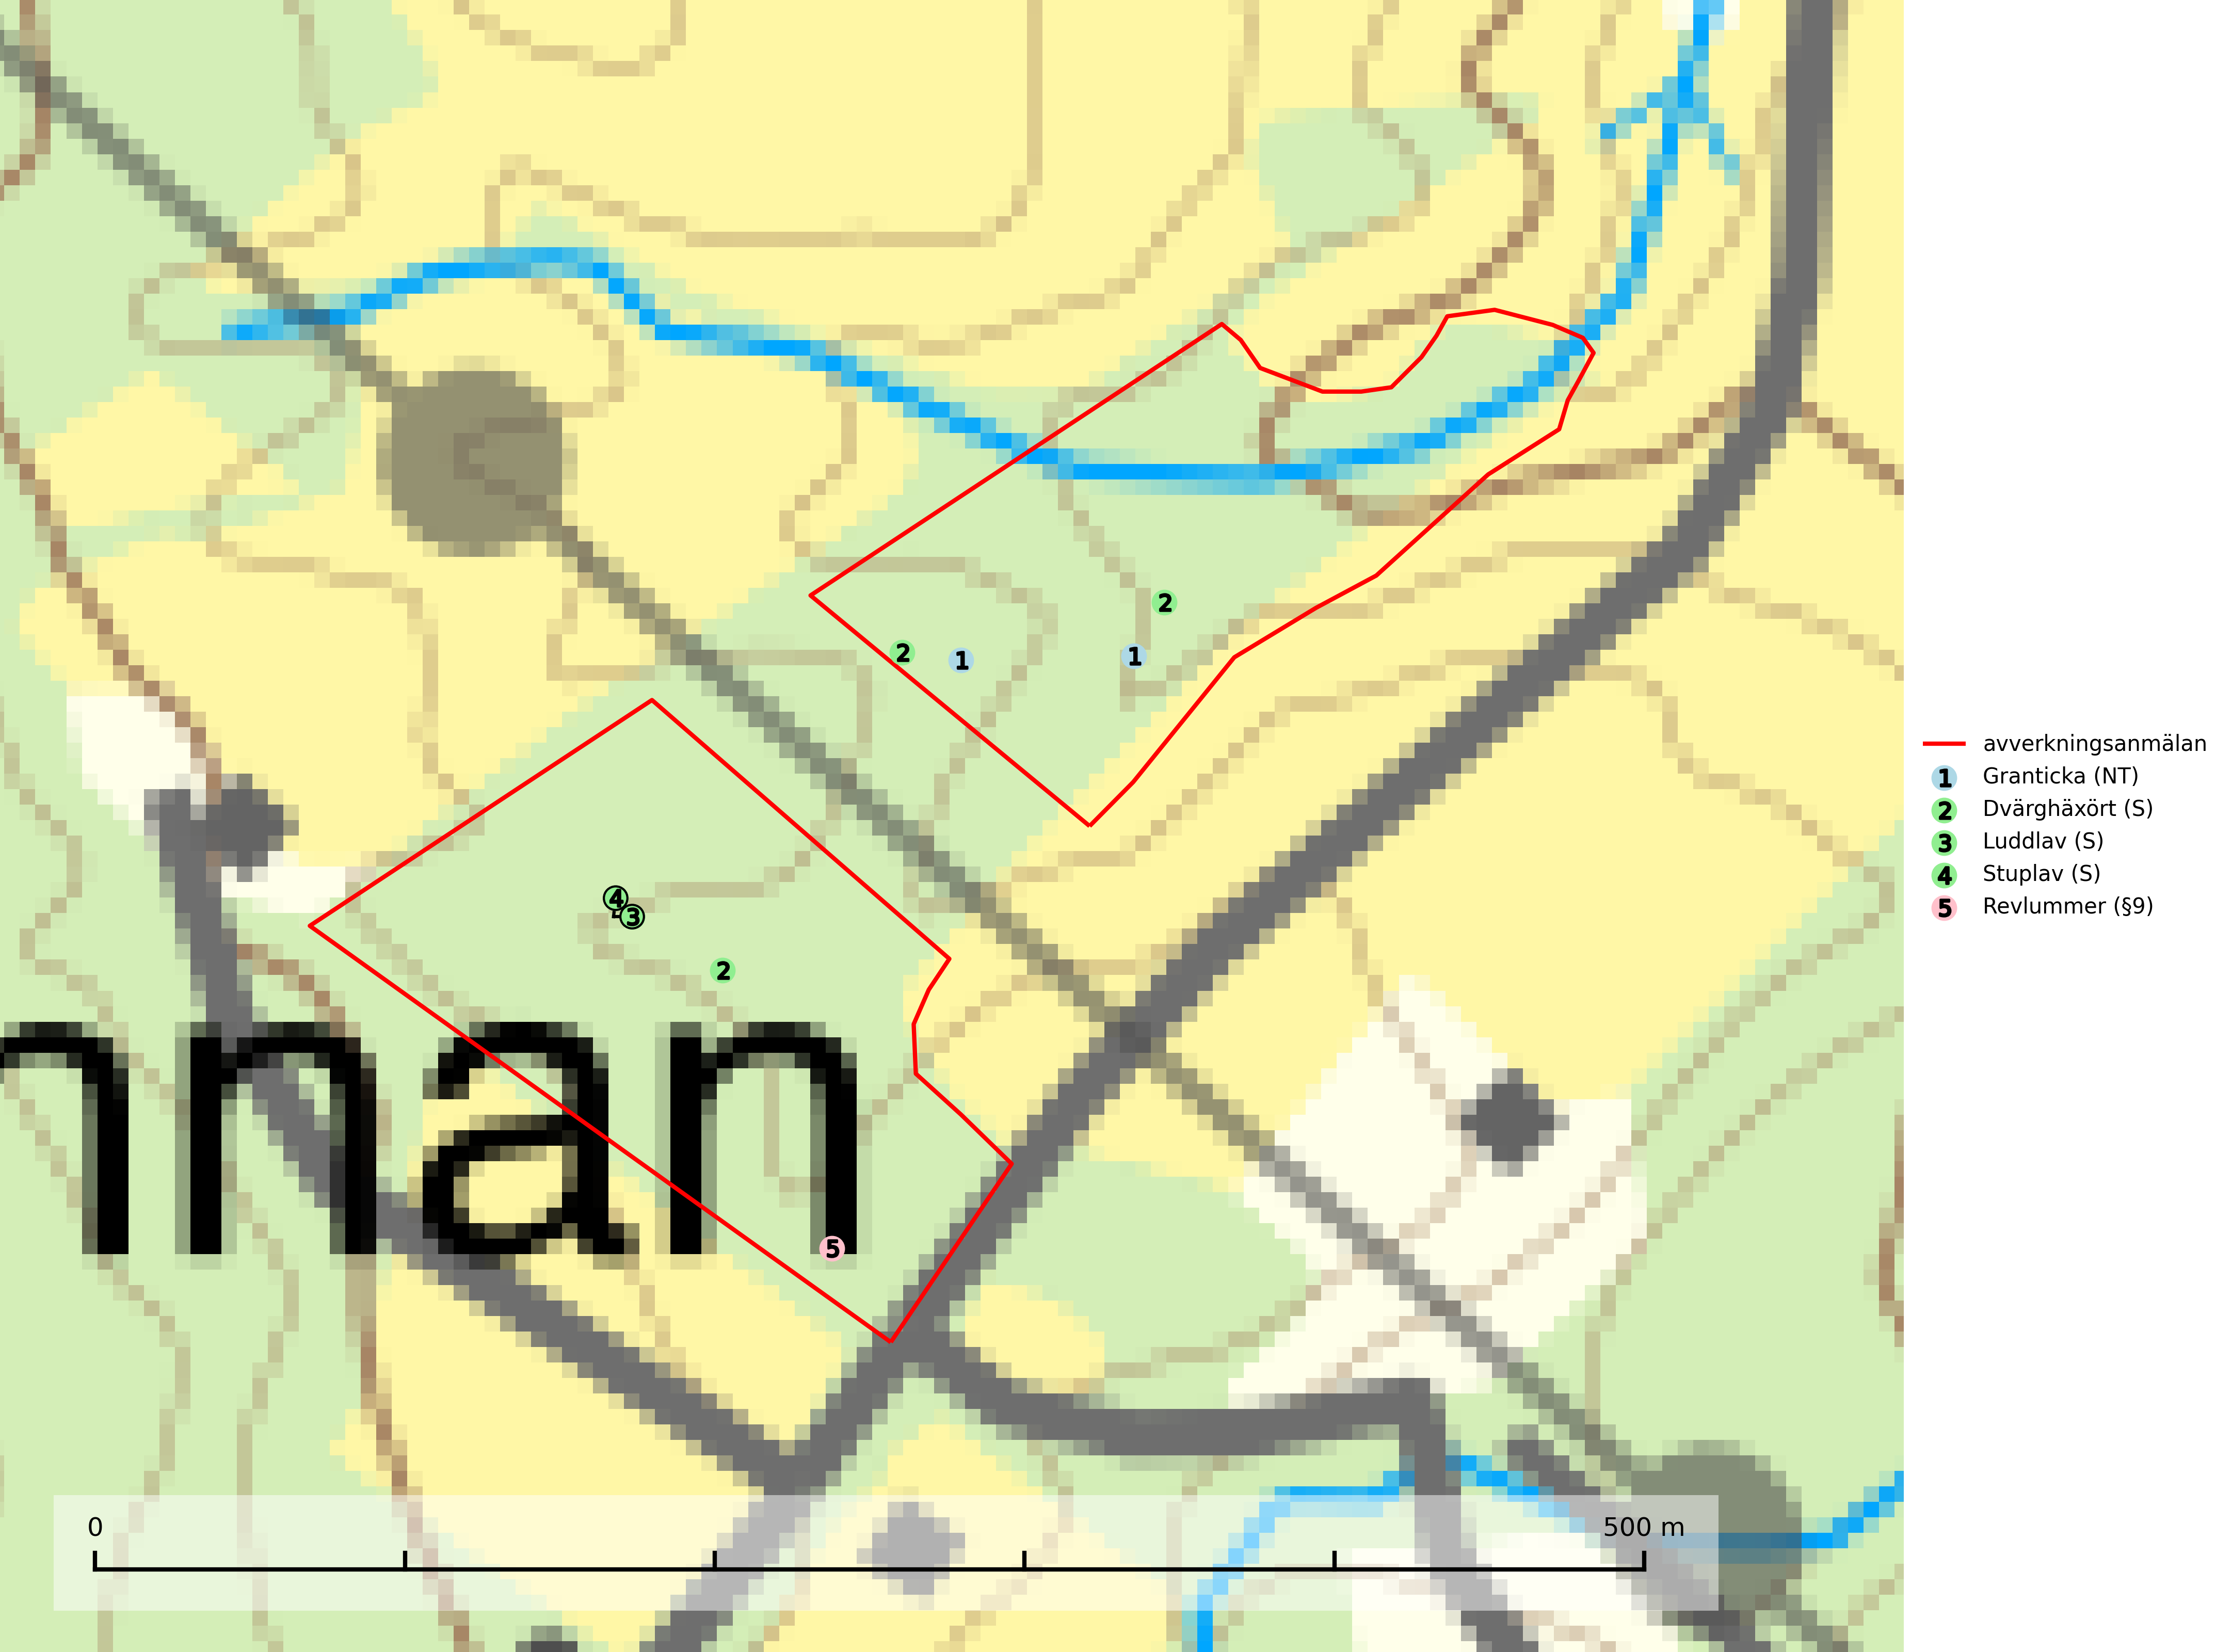 2
2
1
1
4
3
2
man
5
0
500 m
avverkningsanmälan
1 Granticka (NT)
2 Dvärghäxört (S)
3 Luddlav (S)
4 Stuplav (S)
5 Revlummer (§9)